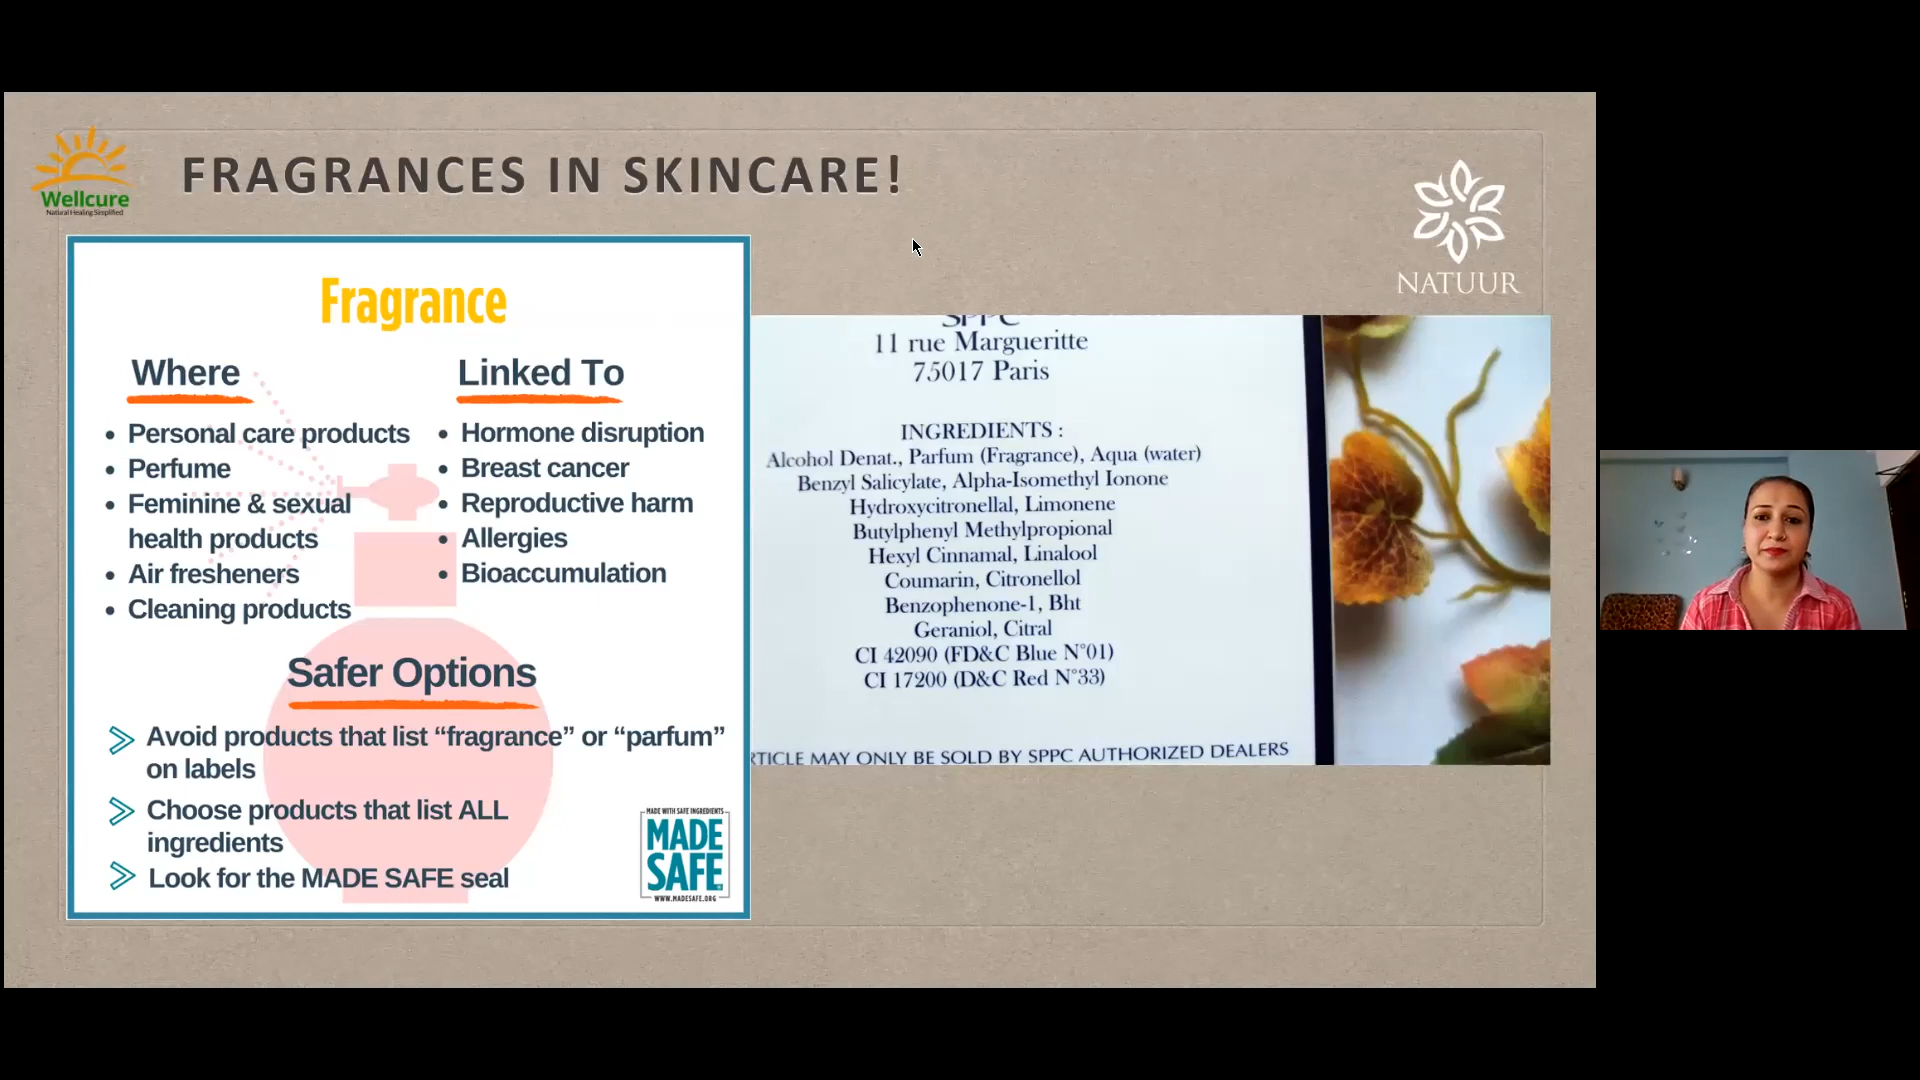 Wellcure
Natural Healing Simplified
FRAGRANCES IN SKINCARE!
NATUUR
Fragrance
Where
• Personal care products
• Perfume
• Feminine & sexual
health products
• Air fresheners
• Cleaning products
Linked To
• Hormone disruption
• Breast cancer
• Reproductive harm
• Allergies
• Bioaccumulation
Safer Options
Avoid products that list “fragrance” or “parfum”
on labels
Choose products that list ALL
ingredients
Look for the MADE SAFE seal
MADE WITH SAFE INGREDIENTS
MADE
SAFE
WWW.MADESAFE.ORG
SPPC
11 rue Margueritte
75017 Paris
INGREDIENTS :
Alcohol Denat., Parfum (Fragrance), Aqua (water)
Benzyl Salicylate, Alpha-Isomethyl Ionone
Hydroxycitronellal, Limonene
Butylphenyl Methylpropional
Hexyl Cinnamal, Linalool
Coumarin, Citronellol
Benzophenone-1, Bht
Geraniol, Citral
CI 42090 (FD&C Blue N°01)
CI 17200 (D&C Red N°33)
RTICLE MAY ONLY BE SOLD BY SPPC AUTHORIZED DEALERS